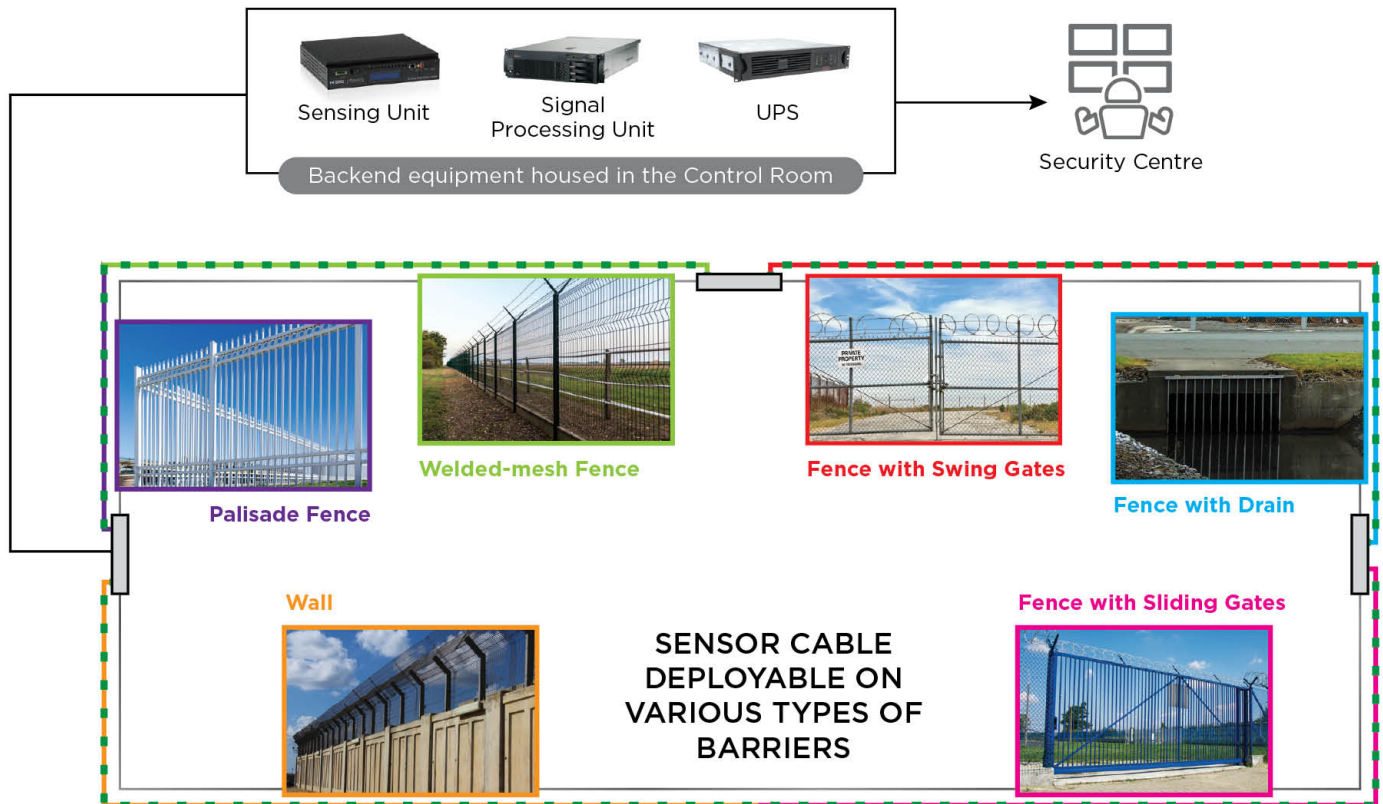 Sensing Unit
Signal
Processing Unit
UPS
Backend equipment housed in the Control Room
Security Centre
PRIVATE
PROPERTY
Welded-mesh Fence
Fence with Swing Gates
Fence with Drain
Palisade Fence
Wall
Fence with Sliding Gates
SENSOR CABLE
DEPLOYABLE ON
VARIOUS TYPES OF
BARRIERS